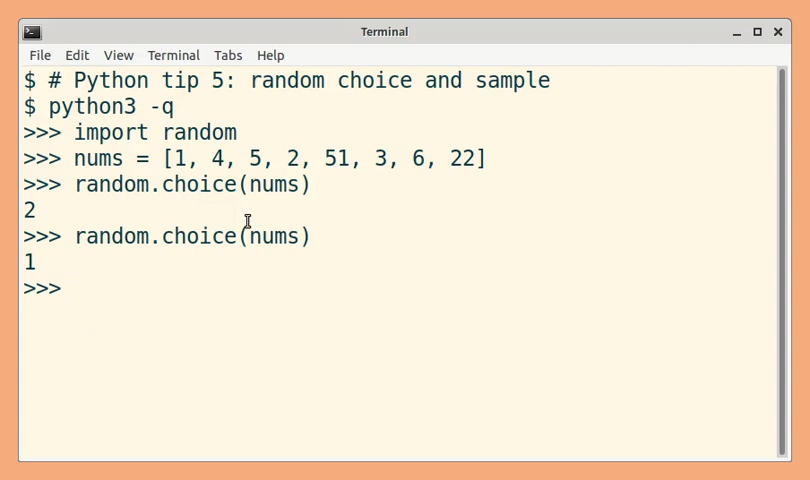 Terminal
File Edit View Terminal Tabs Help
$ # Python tip 5: random choice and sample
$ python3 -q
>>> import random
>>> nums = [1, 4, 5, 2, 51, 3, 6, 22]
>>> random.choice(nums)
2
>>> random.choice(nums)
1
>>>